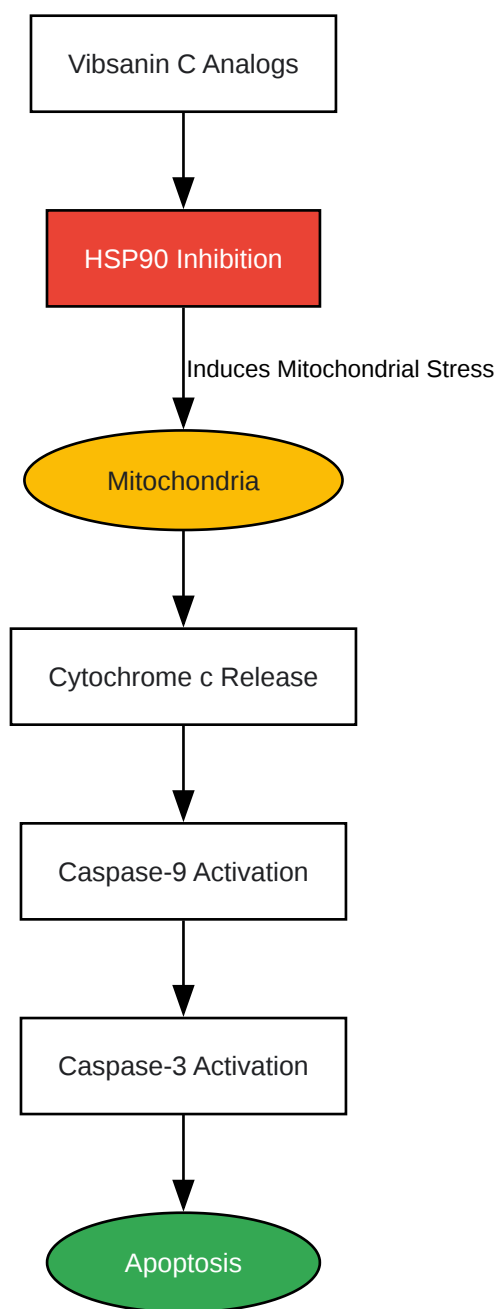 Vibsanin C Analogs
HSP90 Inhibition
Induces Mitochondrial Stress
Mitochondria
Cytochrome c Release
Caspase-9 Activation
Caspase-3 Activation
Apoptosis